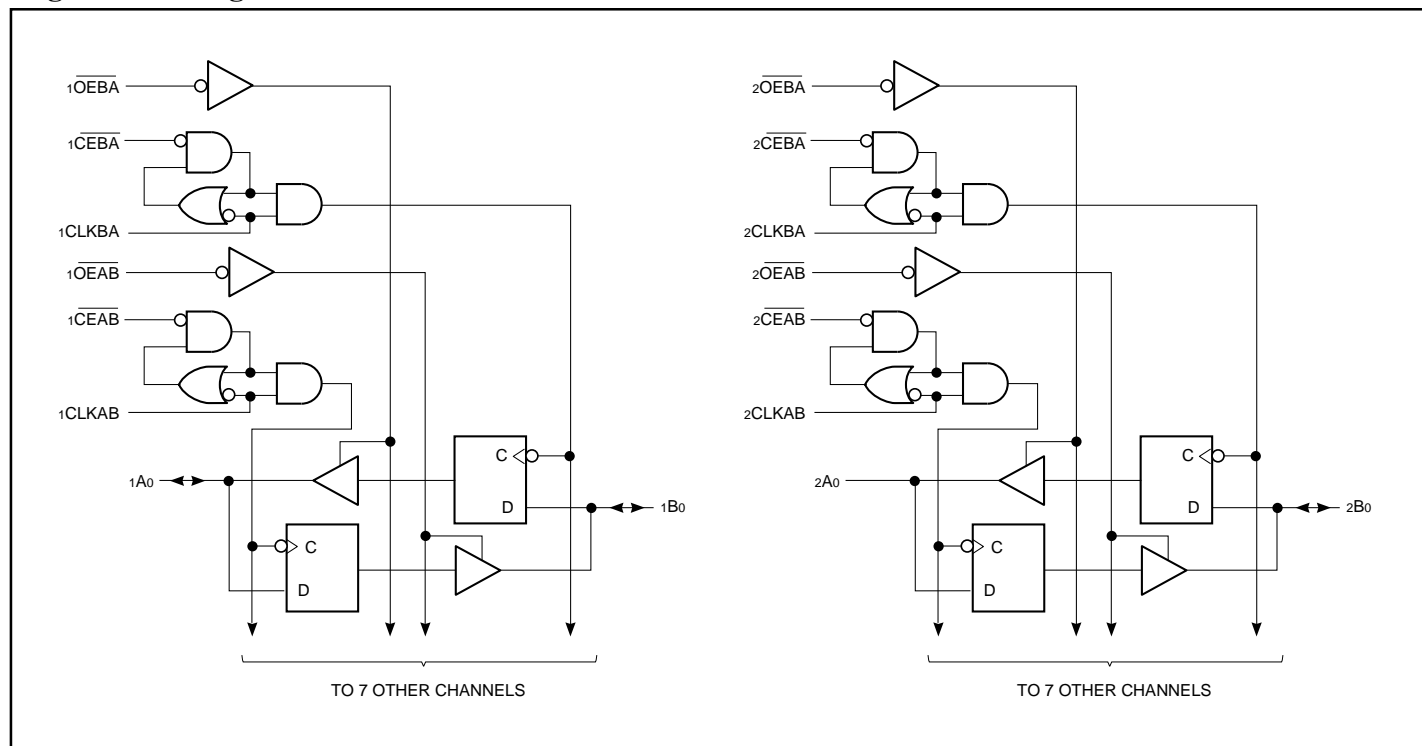 1OEBA
1CEBA
1CLKBA
1OEAB
1CEAB
1CLKAB
C
1A0
D
1B0
C
D
TO 7 OTHER CHANNELS
2OEBA
2CEBA
2CLKBA
2OEAB
2CEAB
2CLKAB
C
2A0
D
2B0
C
D
TO 7 OTHER CHANNELS